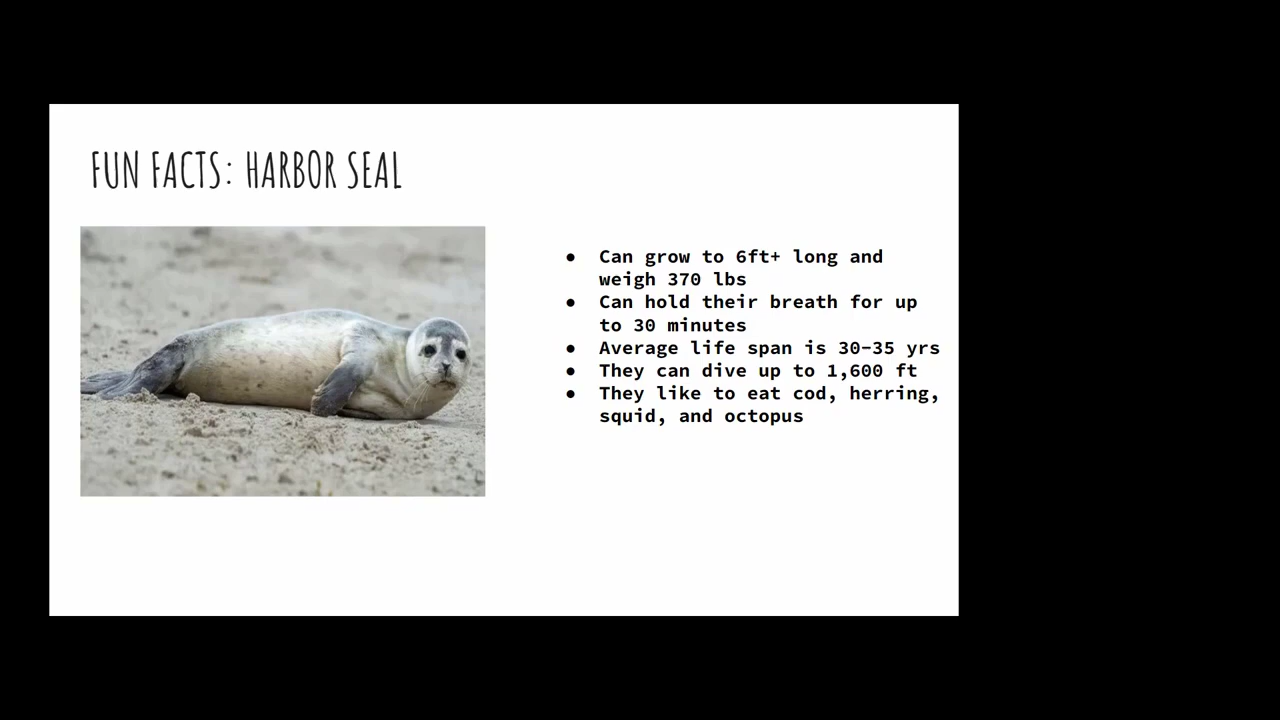 FUN FACTS: HARBOR SEAL
● Can grow to 6ft+ long and
weigh 370 lbs
● Can hold their breath for up
to 30 minutes
● Average life span is 30-35 yrs
● They can dive up to 1,600 ft
● They like to eat cod, herring,
squid, and octopus